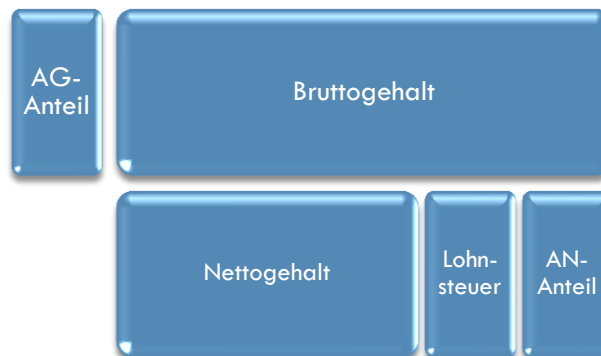 AG-
Anteil
Bruttogehalt
Nettogehalt
Lohn-
steuer
AN-
Anteil